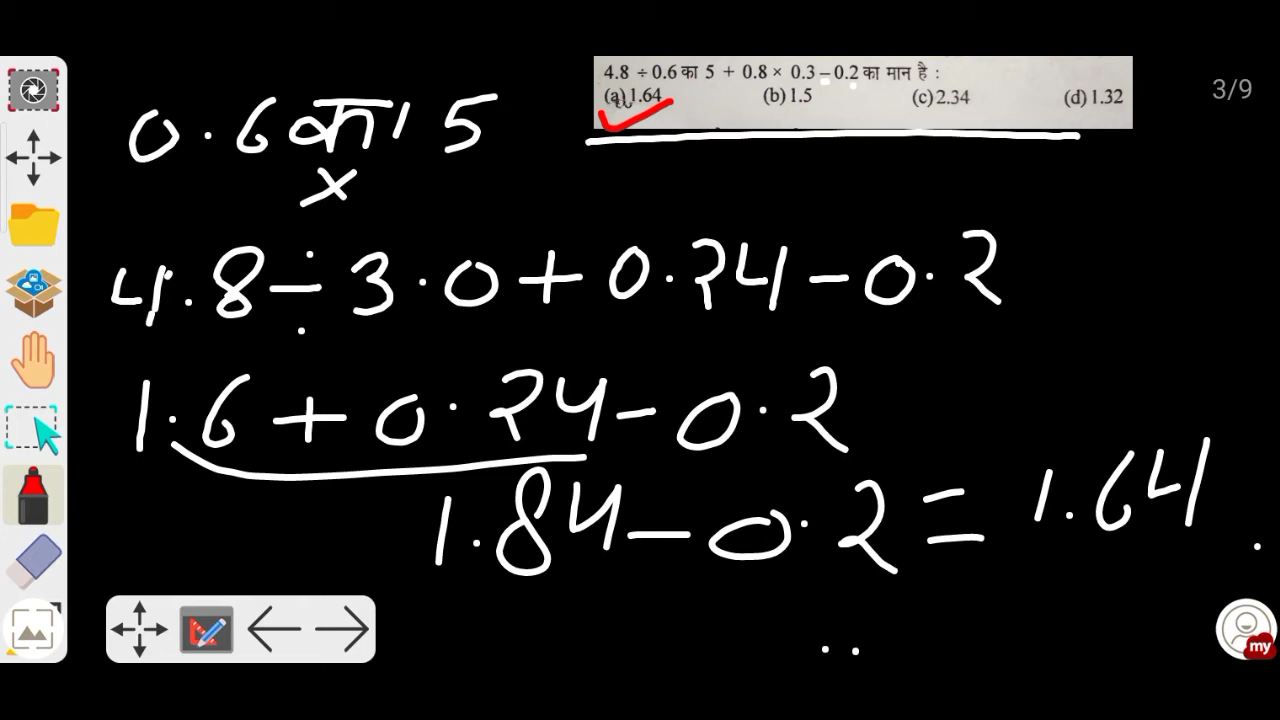 4.8 ÷ 0.6 का 5 + 0.8 × 0.3 – 0.2 का मान है :
(a) 1.64 (b) 1.5 (c) 2.34 (d) 1.32
3/9
0.6 का 5
×
4.8 ÷ 3.0 + 0.24 – 0.2
1.6 + 0.24 – 0.2
1.84 – 0.2 = 1.64
my